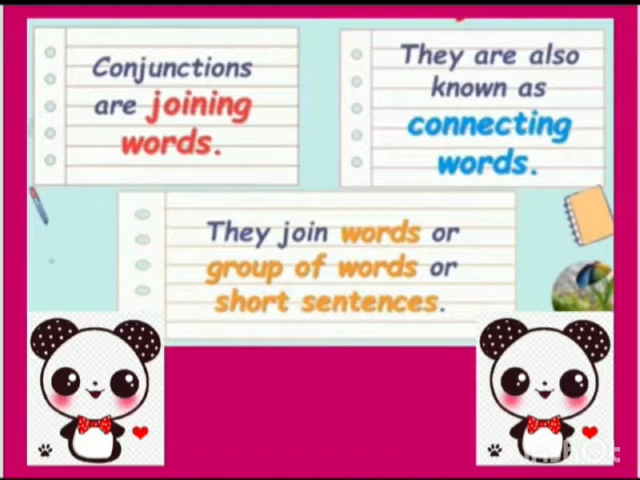 Conjunctions
are joining
words.
They are also
known as
connecting
words.
They join words or
group of words or
short sentences.